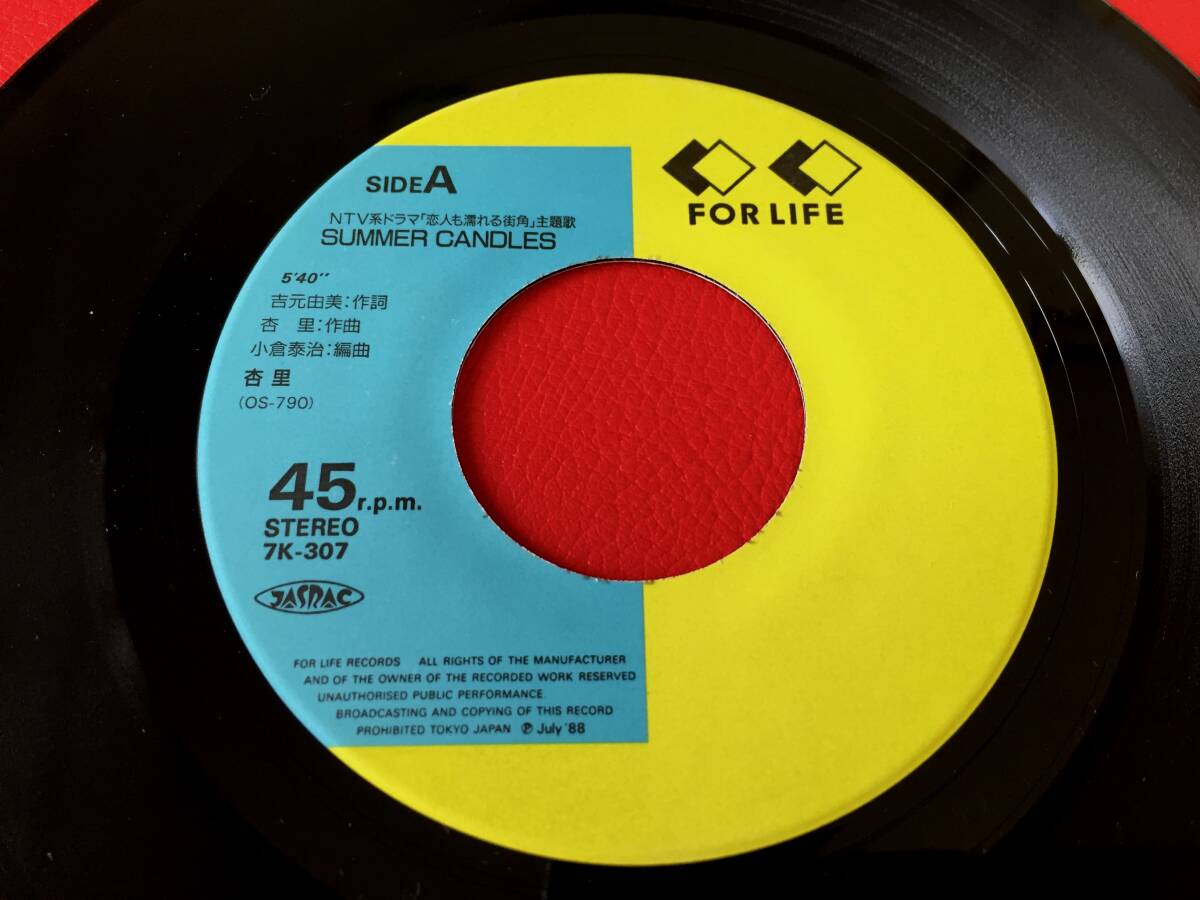 SIDE A
NTV系ドラマ「恋人も濡れる街角」主題歌
SUMMER CANDLES
5'40''
吉元由美:作詞
杏 里:作曲
小倉泰治:編曲
杏里
(OS-790)
45 r.p.m.
STEREO
7K-307
JASRAC
FOR LIFE RECORDS ALL RIGHTS OF THE MANUFACTURER
AND OF THE OWNER OF THE RECORDED WORK RESERVED
UNAUTHORISED PUBLIC PERFORMANCE
BROADCASTING AND COPYING OF THIS RECORD
PROHIBITED TOKYO JAPAN ℗ July '88
FOR LIFE